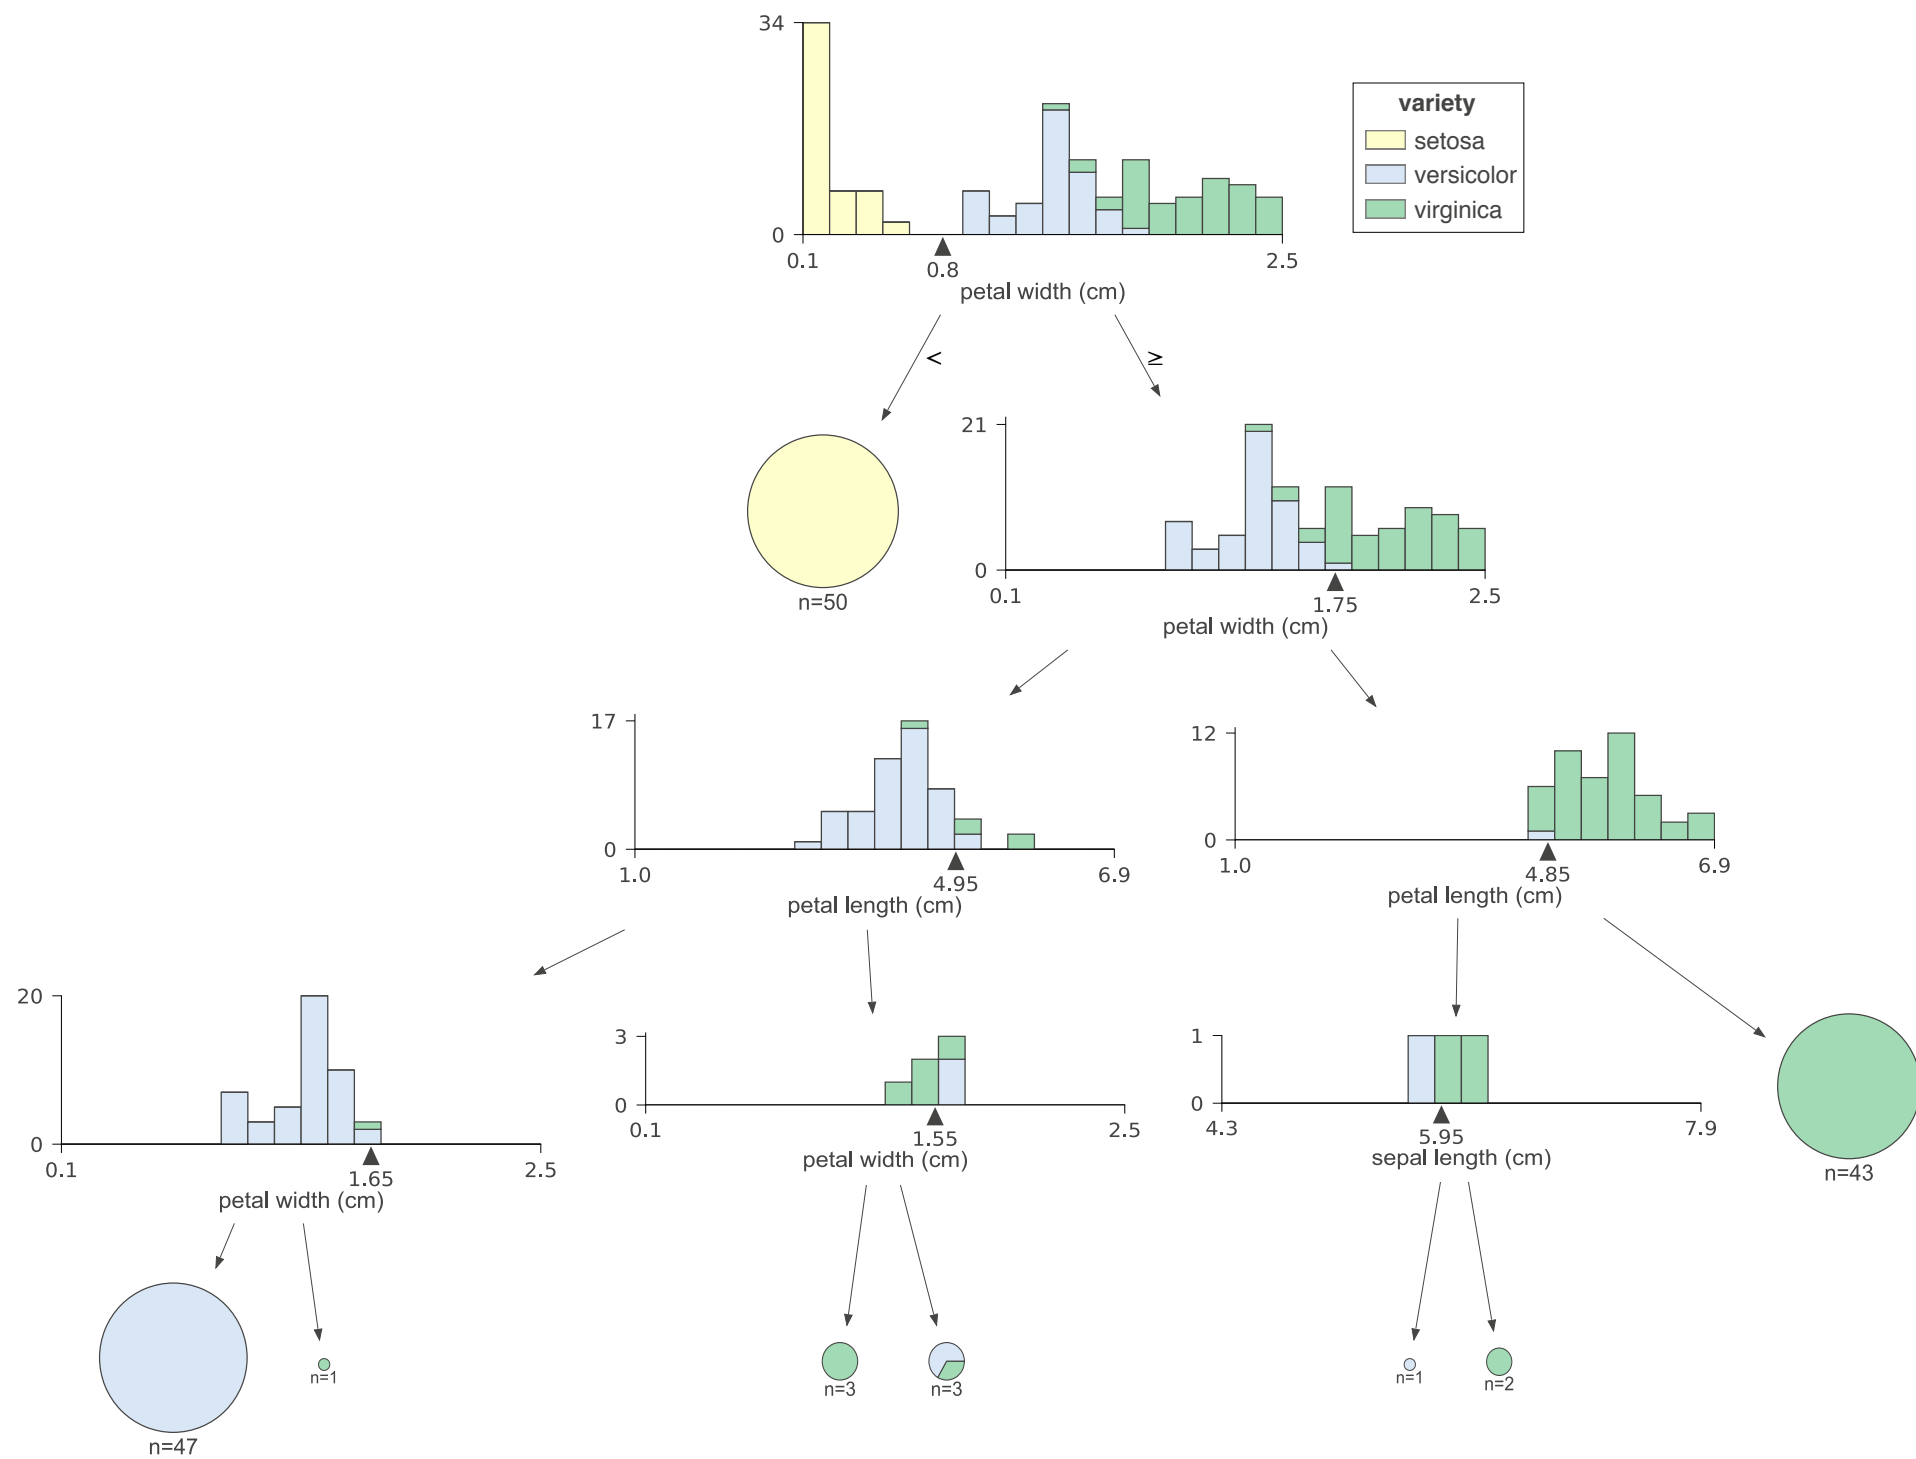 34
0
0.1
0.8
2.5
petal width (cm)
variety
setosa
versicolor
virginica
<
≥
n=50
21
0
0.1
1.75
2.5
petal width (cm)
17
0
1.0
4.95
6.9
petal length (cm)
12
0
1.0
4.85
6.9
petal length (cm)
20
0
0.1
1.65
2.5
petal width (cm)
3
0
0.1
1.55
2.5
petal width (cm)
1
0
4.3
5.95
7.9
sepal length (cm)
n=43
n=47
n=1
n=3
n=3
n=1
n=2